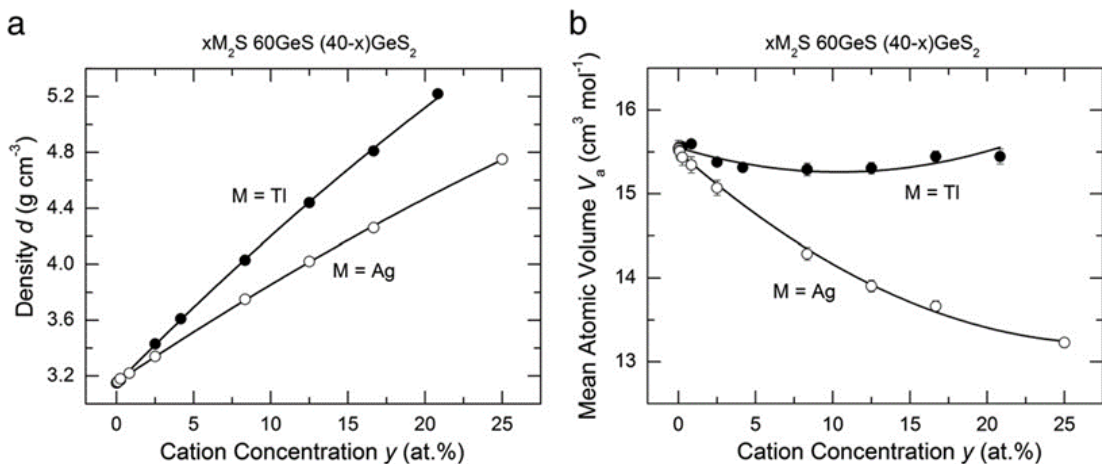 a
xM₂S 60GeS (40-x)GeS₂
Density d (g cm⁻³)
5.2
4.8
4.4
4.0
3.6
3.2
M = Tl
M = Ag
0 5 10 15 20 25
Cation Concentration y (at.%)
b
xM₂S 60GeS (40-x)GeS₂
Mean Atomic Volume Vₐ (cm³ mol⁻¹)
16
15
14
13
M = Tl
M = Ag
0 5 10 15 20 25
Cation Concentration y (at.%)